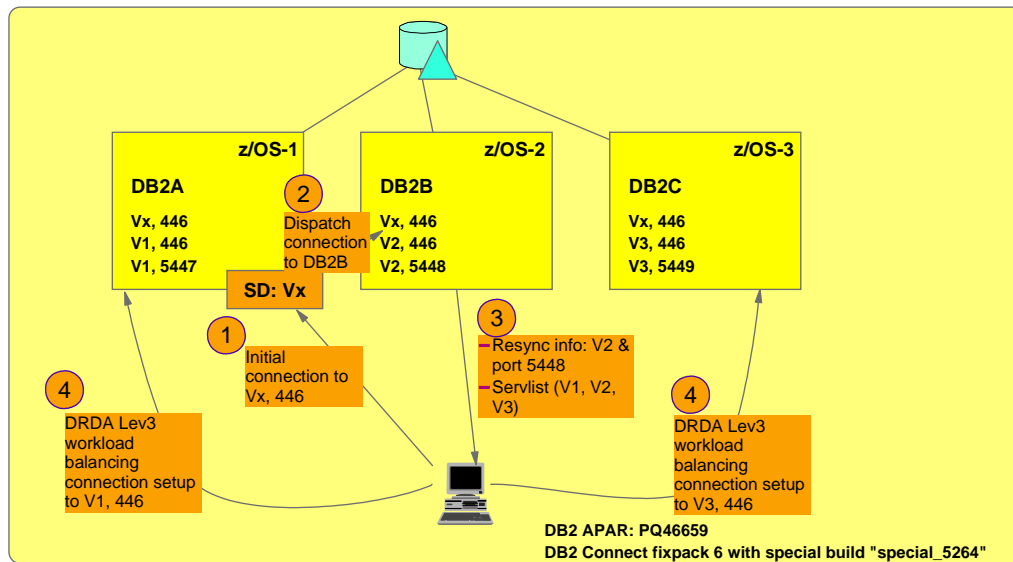 z/OS-1
DB2A
Vx, 446
V1, 446
V1, 5447
SD: Vx
2
Dispatch
connection
to DB2B
z/OS-2
DB2B
Vx, 446
V2, 446
V2, 5448
z/OS-3
DB2C
Vx, 446
V3, 446
V3, 5449
1
Initial
connection to
Vx, 446
3
Resync info: V2 &
port 5448
Servlist (V1, V2,
V3)
4
DRDA Lev3
workload
balancing
connection setup
to V1, 446
4
DRDA Lev3
workload
balancing
connection setup
to V3, 446
DB2 APAR: PQ46659
DB2 Connect fixpack 6 with special build "special_5264"